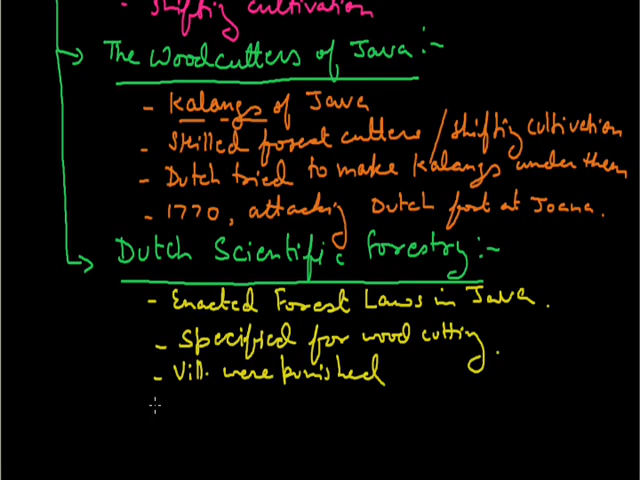 - Shifting cultivation
The Woodcutters of Java:-
- Kalangs of Java
- Skilled forest cutters / shifting cultivation
- Dutch tried to make Kalangs under them
- 1770, attacking Dutch fort at Joana.
Dutch Scientific forestry:-
- Enacted Forest Laws in Java.
- Specified for wood cutting.
- Vill. were punished